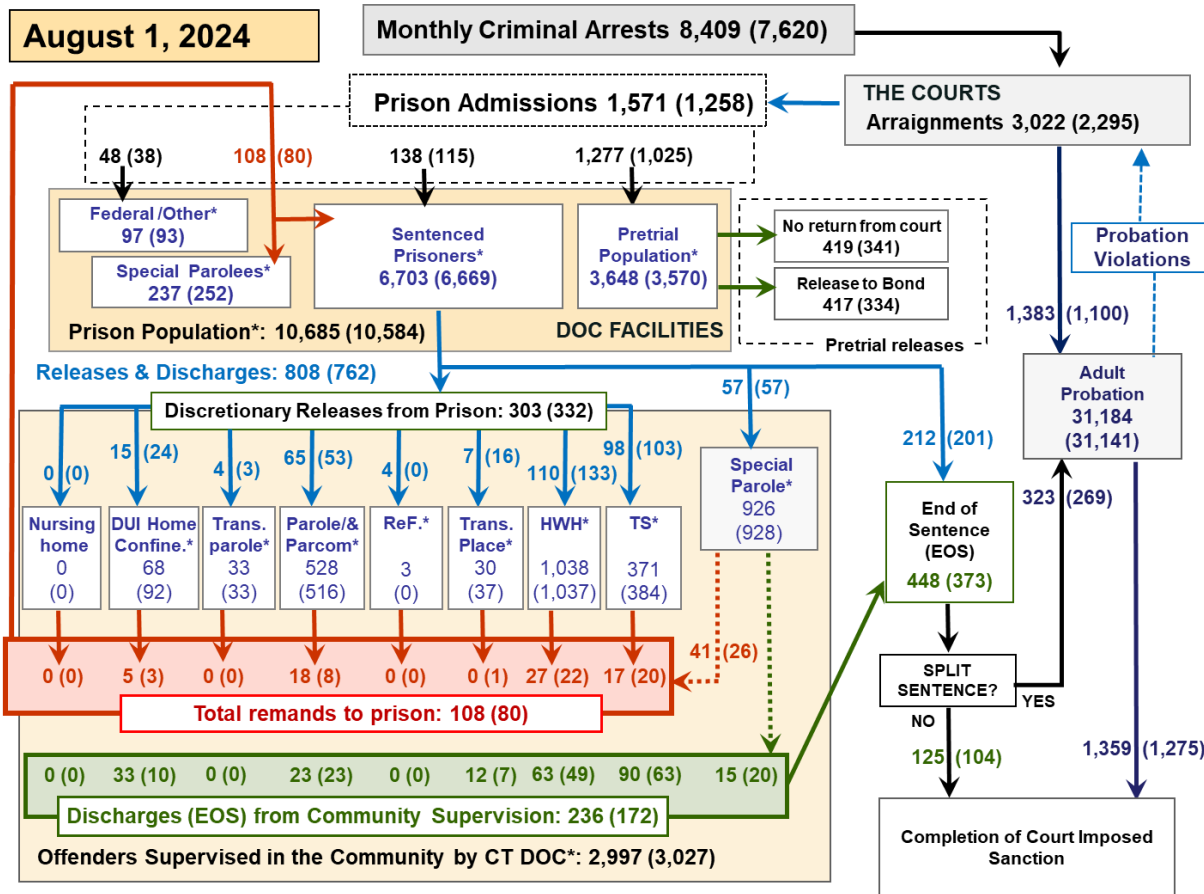 August 1, 2024
Monthly Criminal Arrests 8,409 (7,620)
Prison Admissions 1,571 (1,258)
THE COURTS
Arraignments 3,022 (2,295)
48 (38)
108 (80)
138 (115)
1,277 (1,025)
Federal /Other*
97 (93)
Special Parolees*
237 (252)
Sentenced
Prisoners*
6,703 (6,669)
Pretrial
Population*
3,648 (3,570)
No return from court
419 (341)
Release to Bond
417 (334)
Pretrial releases
Probation
Violations
Prison Population*: 10,685 (10,584)
DOC FACILITIES
1,383 (1,100)
Releases & Discharges: 808 (762)
57 (57)
Adult
Probation
31,184
(31,141)
Discretionary Releases from Prison: 303 (332)
0 (0)
15 (24)
4 (3)
65 (53)
4 (0)
7 (16)
110 (133)
98 (103)
212 (201)
323 (269)
Nursing
home
0
(0)
DUI Home
Confine.*
68
(92)
Trans.
parole*
33
(33)
Parole/&
Parcom*
528
(516)
ReF.*
3
(0)
Trans.
Place*
30
(37)
HWH*
1,038
(1,037)
TS*
371
(384)
Special
Parole*
926
(928)
End of
Sentence
(EOS)
448 (373)
0 (0) 5 (3) 0 (0) 18 (8) 0 (0) 0 (1) 27 (22) 17 (20)
41 (26)
Total remands to prison: 108 (80)
SPLIT
SENTENCE?
YES
NO
125 (104)
1,359 (1,275)
0 (0) 33 (10) 0 (0) 23 (23) 0 (0) 12 (7) 63 (49) 90 (63) 15 (20)
Discharges (EOS) from Community Supervision: 236 (172)
Offenders Supervised in the Community by CT DOC*: 2,997 (3,027)
Completion of Court Imposed
Sanction